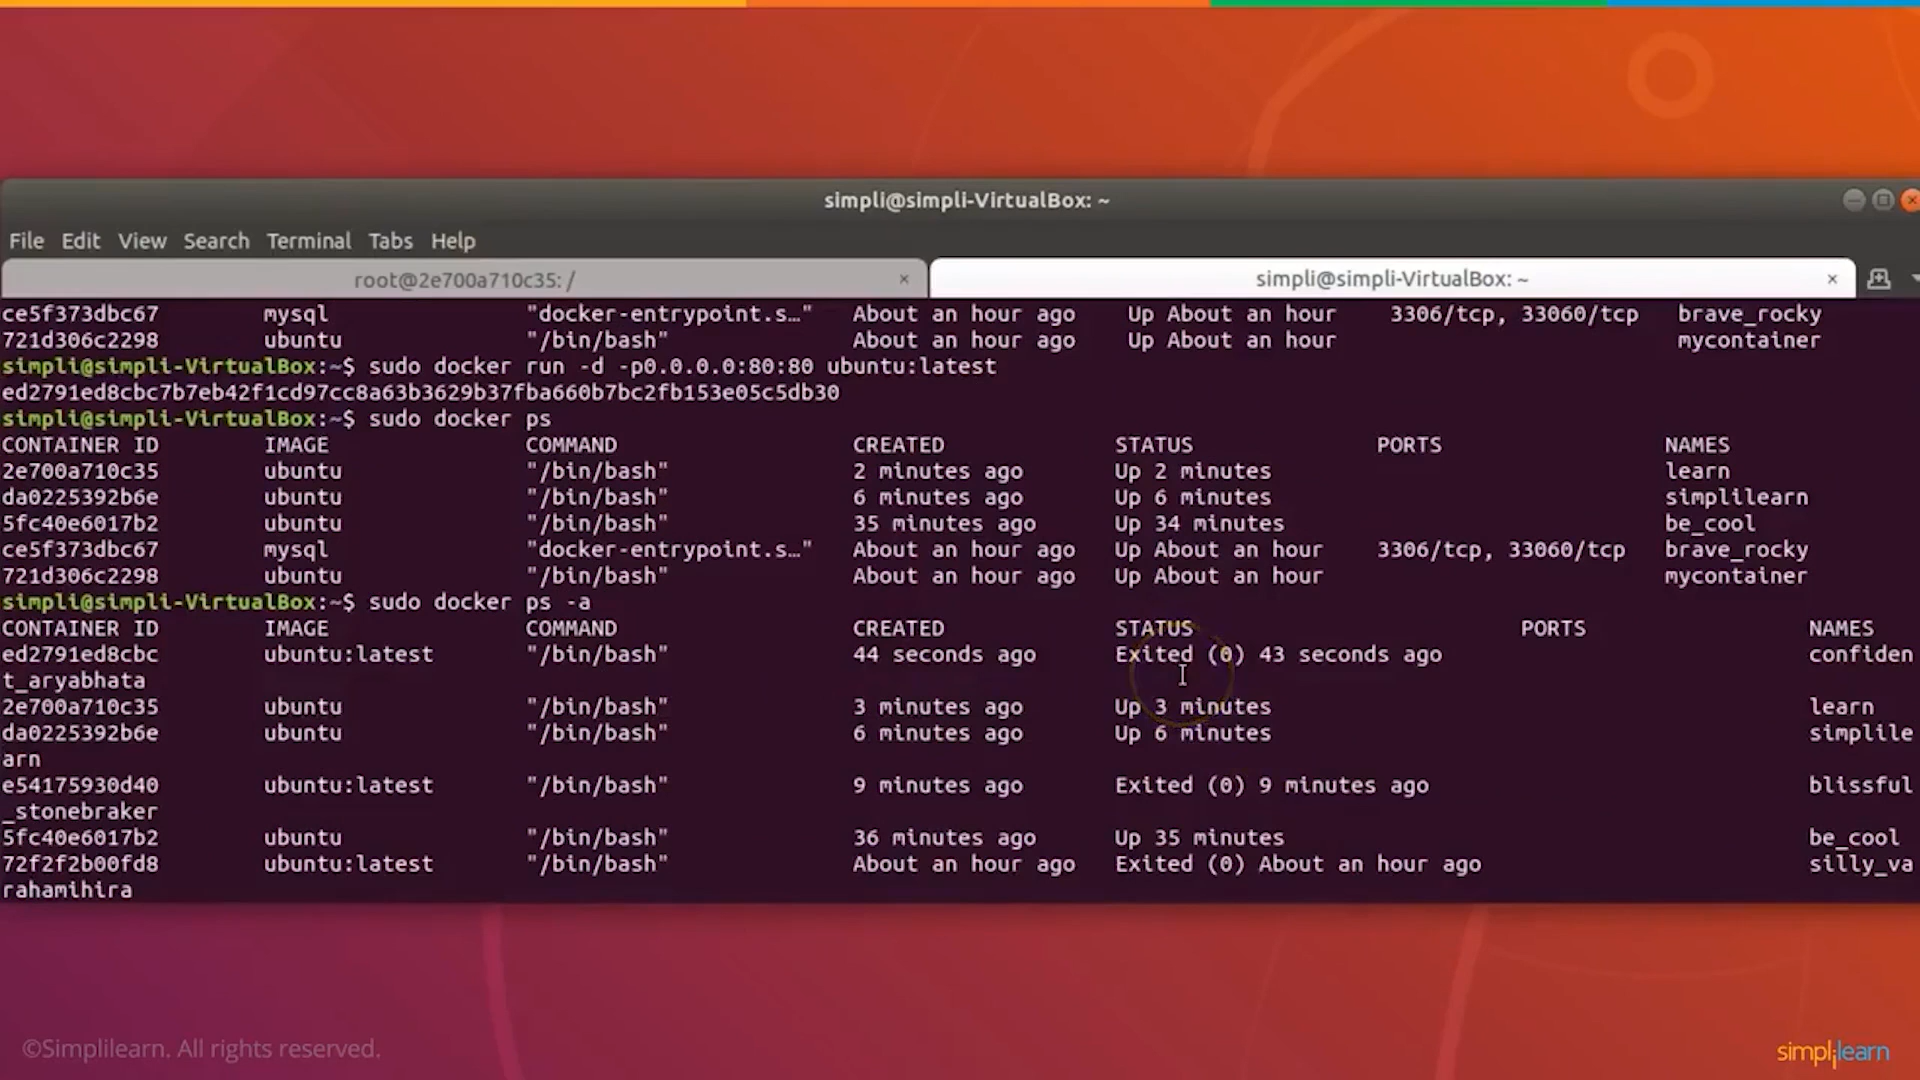 simpli@simpli-VirtualBox: ~
File Edit View Search Terminal Tabs Help
root@2e700a710c35: / × simpli@simpli-VirtualBox: ~ ×
ce5f373dbc67 mysql "docker-entrypoint.s…" About an hour ago Up About an hour 3306/tcp, 33060/tcp brave_rocky
721d306c2298 ubuntu "/bin/bash" About an hour ago Up About an hour mycontainer
simpli@simpli-VirtualBox:~$ sudo docker run -d -p0.0.0.0:80:80 ubuntu:latest
ed2791ed8cbc7b7eb42f1cd97cc8a63b3629b37fba660b7bc2fb153e05c5db30
simpli@simpli-VirtualBox:~$ sudo docker ps
CONTAINER ID IMAGE COMMAND CREATED STATUS PORTS NAMES
2e700a710c35 ubuntu "/bin/bash" 2 minutes ago Up 2 minutes learn
da0225392b6e ubuntu "/bin/bash" 6 minutes ago Up 6 minutes simplilearn
5fc40e6017b2 ubuntu "/bin/bash" 35 minutes ago Up 34 minutes be_cool
ce5f373dbc67 mysql "docker-entrypoint.s…" About an hour ago Up About an hour 3306/tcp, 33060/tcp brave_rocky
721d306c2298 ubuntu "/bin/bash" About an hour ago Up About an hour mycontainer
simpli@simpli-VirtualBox:~$ sudo docker ps -a
CONTAINER ID IMAGE COMMAND CREATED STATUS PORTS NAMES
ed2791ed8cbc ubuntu:latest "/bin/bash" 44 seconds ago Exited (0) 43 seconds ago confiden
t_aryabhata
2e700a710c35 ubuntu "/bin/bash" 3 minutes ago Up 3 minutes learn
da0225392b6e ubuntu "/bin/bash" 6 minutes ago Up 6 minutes simplile
arn
e54175930d40 ubuntu:latest "/bin/bash" 9 minutes ago Exited (0) 9 minutes ago blissful
_stonebraker
5fc40e6017b2 ubuntu "/bin/bash" 36 minutes ago Up 35 minutes be_cool
72f2f2b00fd8 ubuntu:latest "/bin/bash" About an hour ago Exited (0) About an hour ago silly_va
rahamihira
©Simplilearn. All rights reserved.
simplilearn